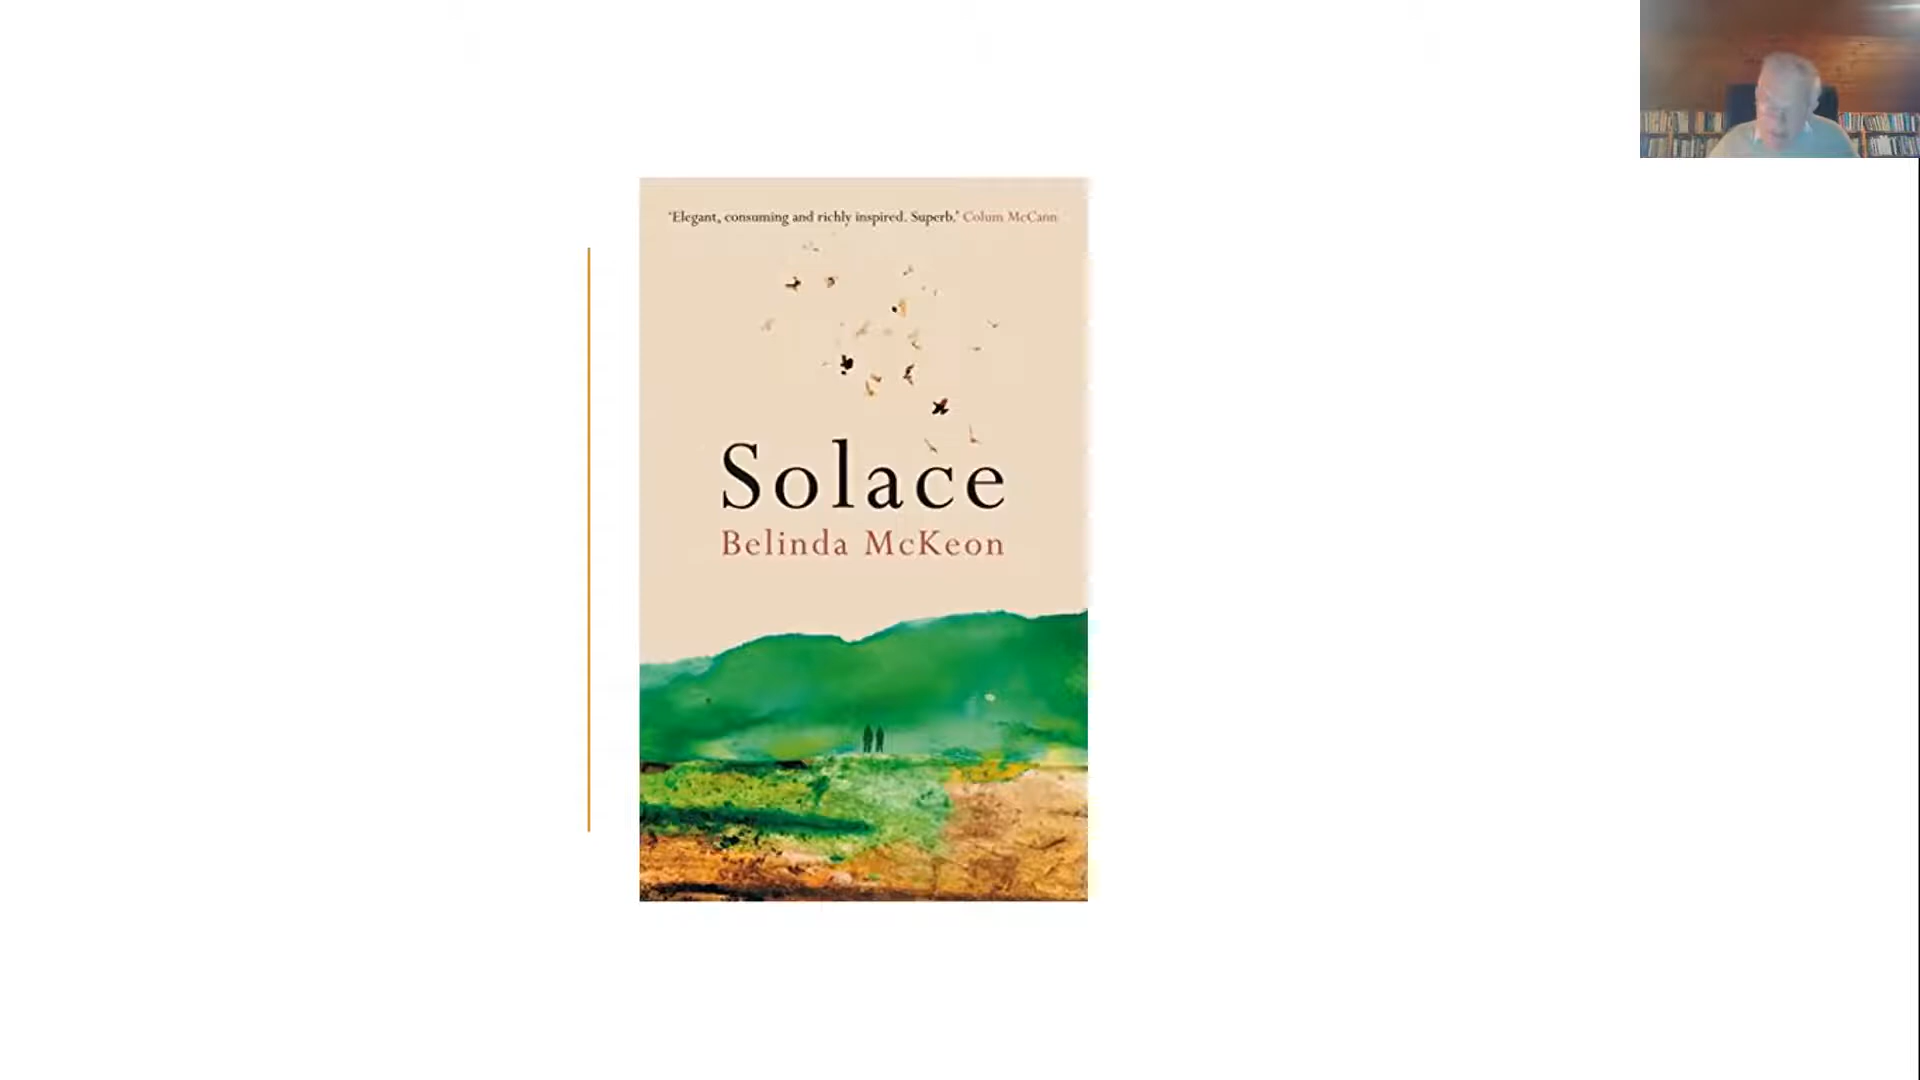 'Elegant, consuming and richly inspired. Superb.' Colum McCann
Solace
Belinda McKeon